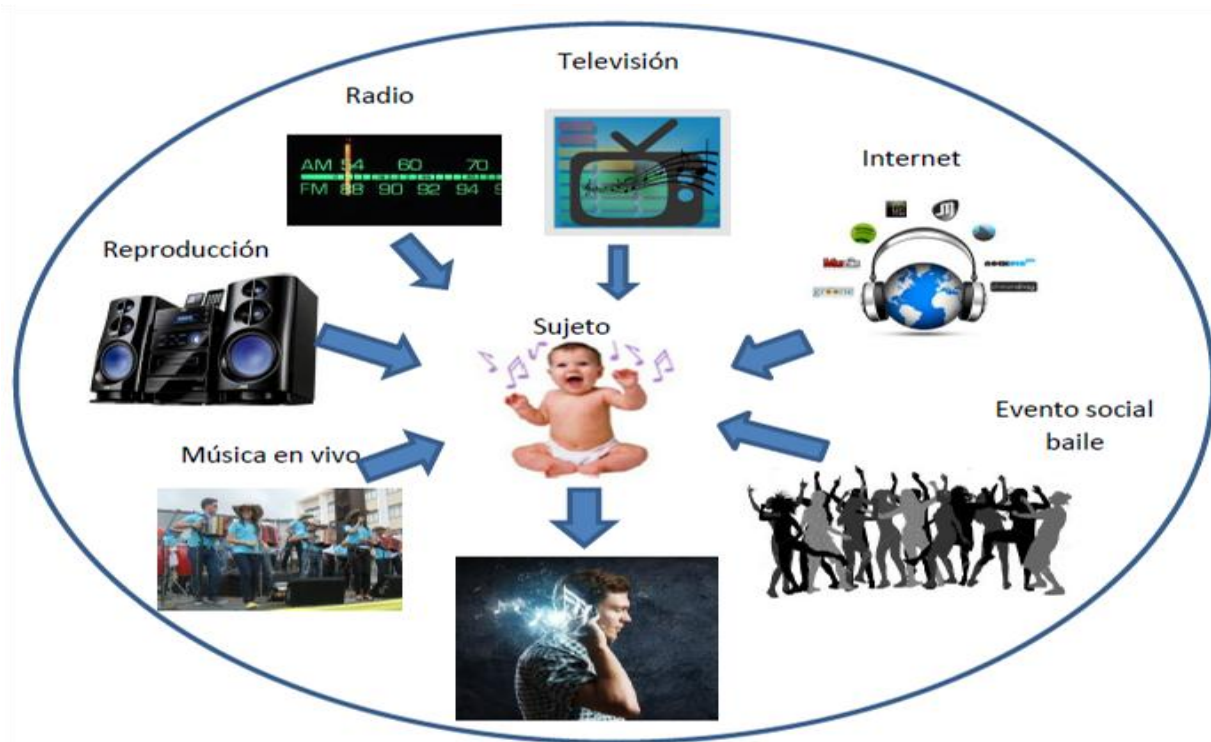 Televisión
Radio
AM 54 60 70
FM 88 90 92 94
Internet
Reproducción
Sujeto
Evento social
baile
Música en vivo